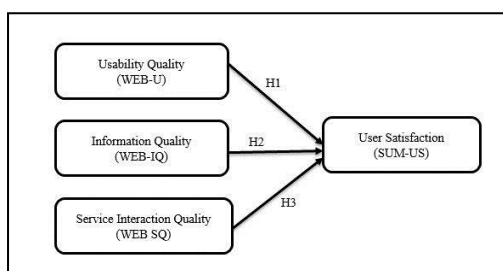 Usability Quality
(WEB-U)
H1
Information Quality
(WEB-IQ)
H2
User Satisfaction
(SUM-US)
H3
Service Interaction Quality
(WEB SQ)